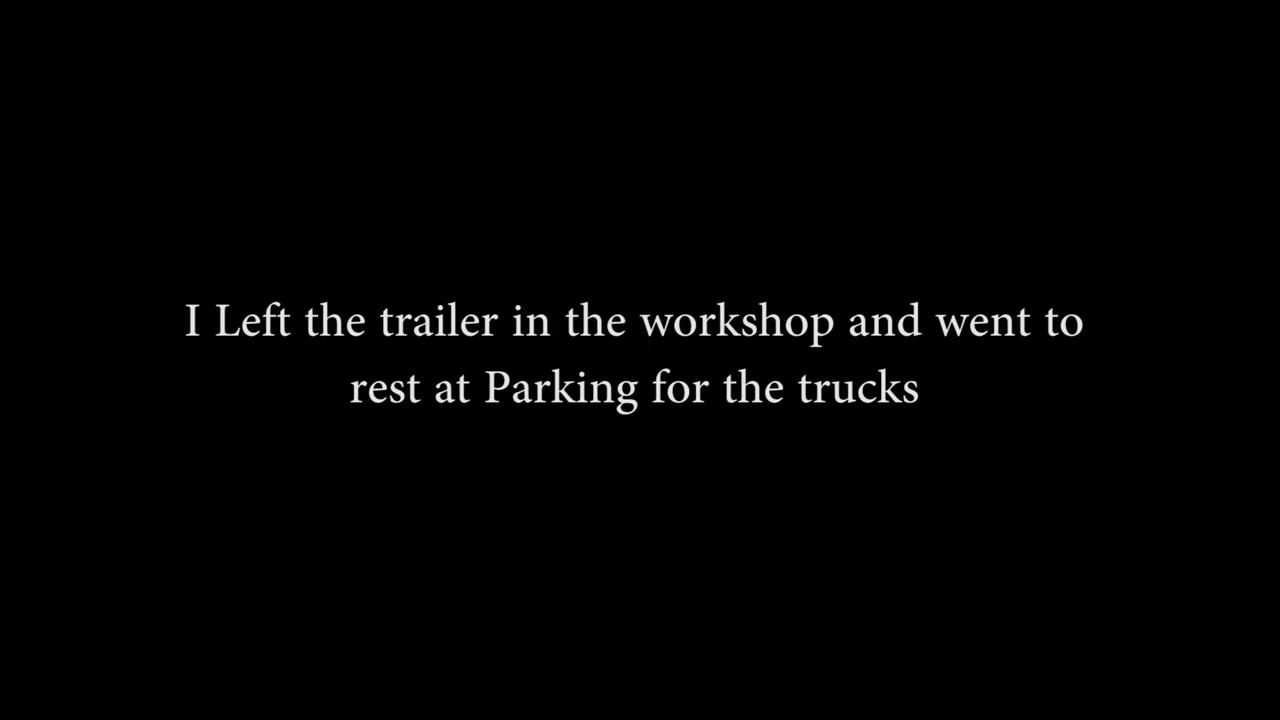 I Left the trailer in the workshop and went to
rest at Parking for the trucks